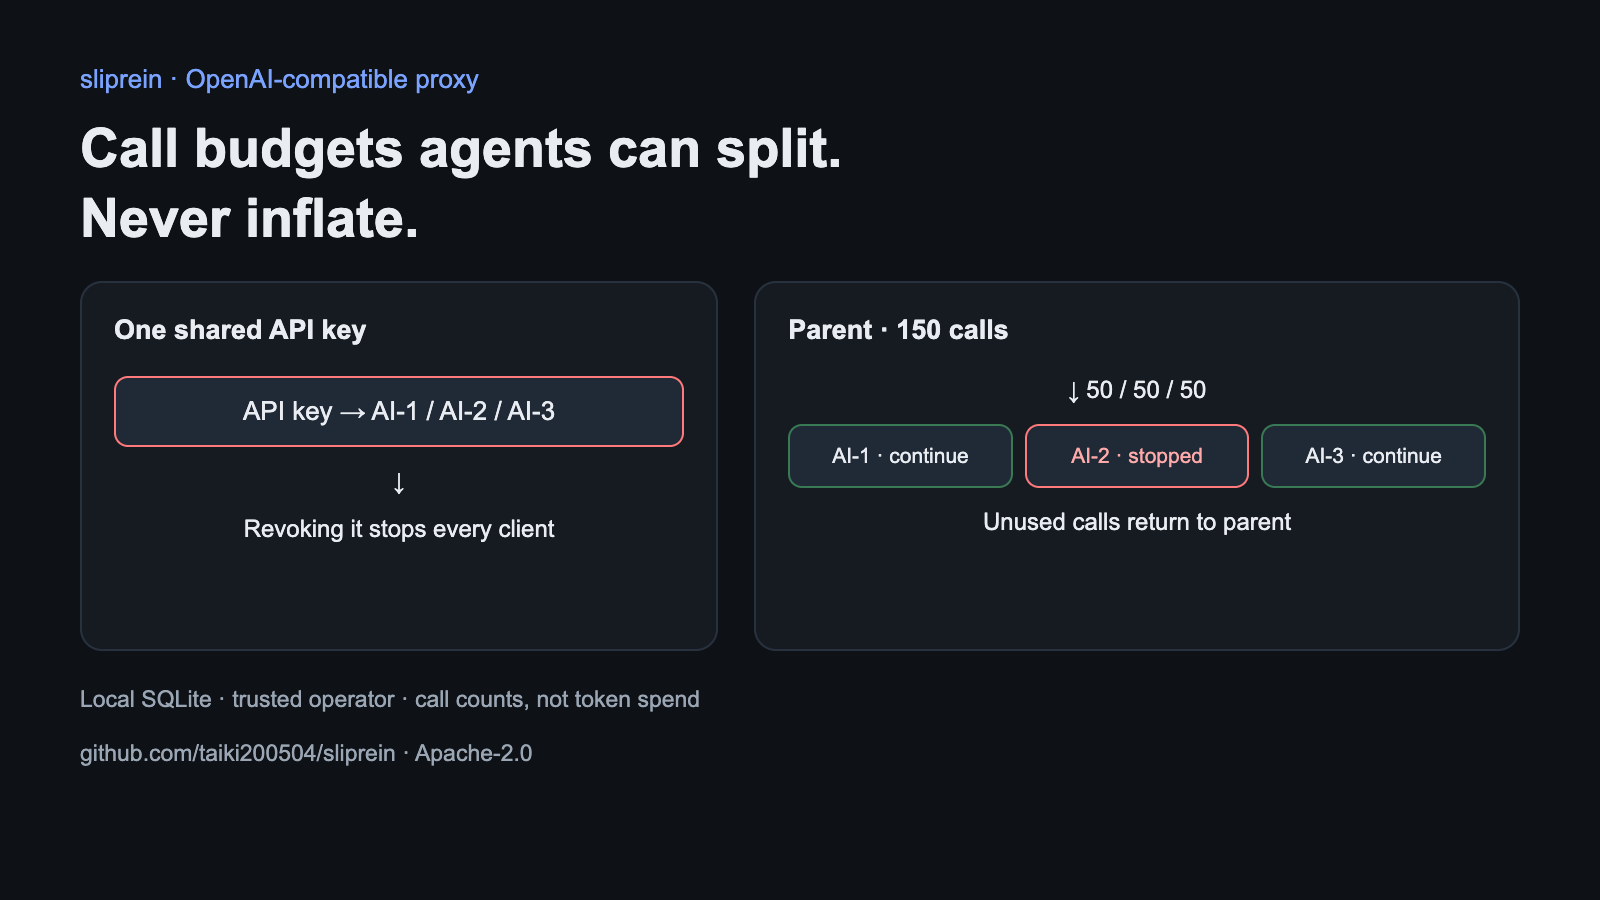 sliprein · OpenAI-compatible proxy
Call budgets agents can split.
Never inflate.
One shared API key
API key → AI-1 / AI-2 / AI-3
↓
Revoking it stops every client
Parent · 150 calls
↓ 50 / 50 / 50
AI-1 · continue
AI-2 · stopped
AI-3 · continue
Unused calls return to parent
Local SQLite · trusted operator · call counts, not token spend
github.com/taiki200504/sliprein · Apache-2.0